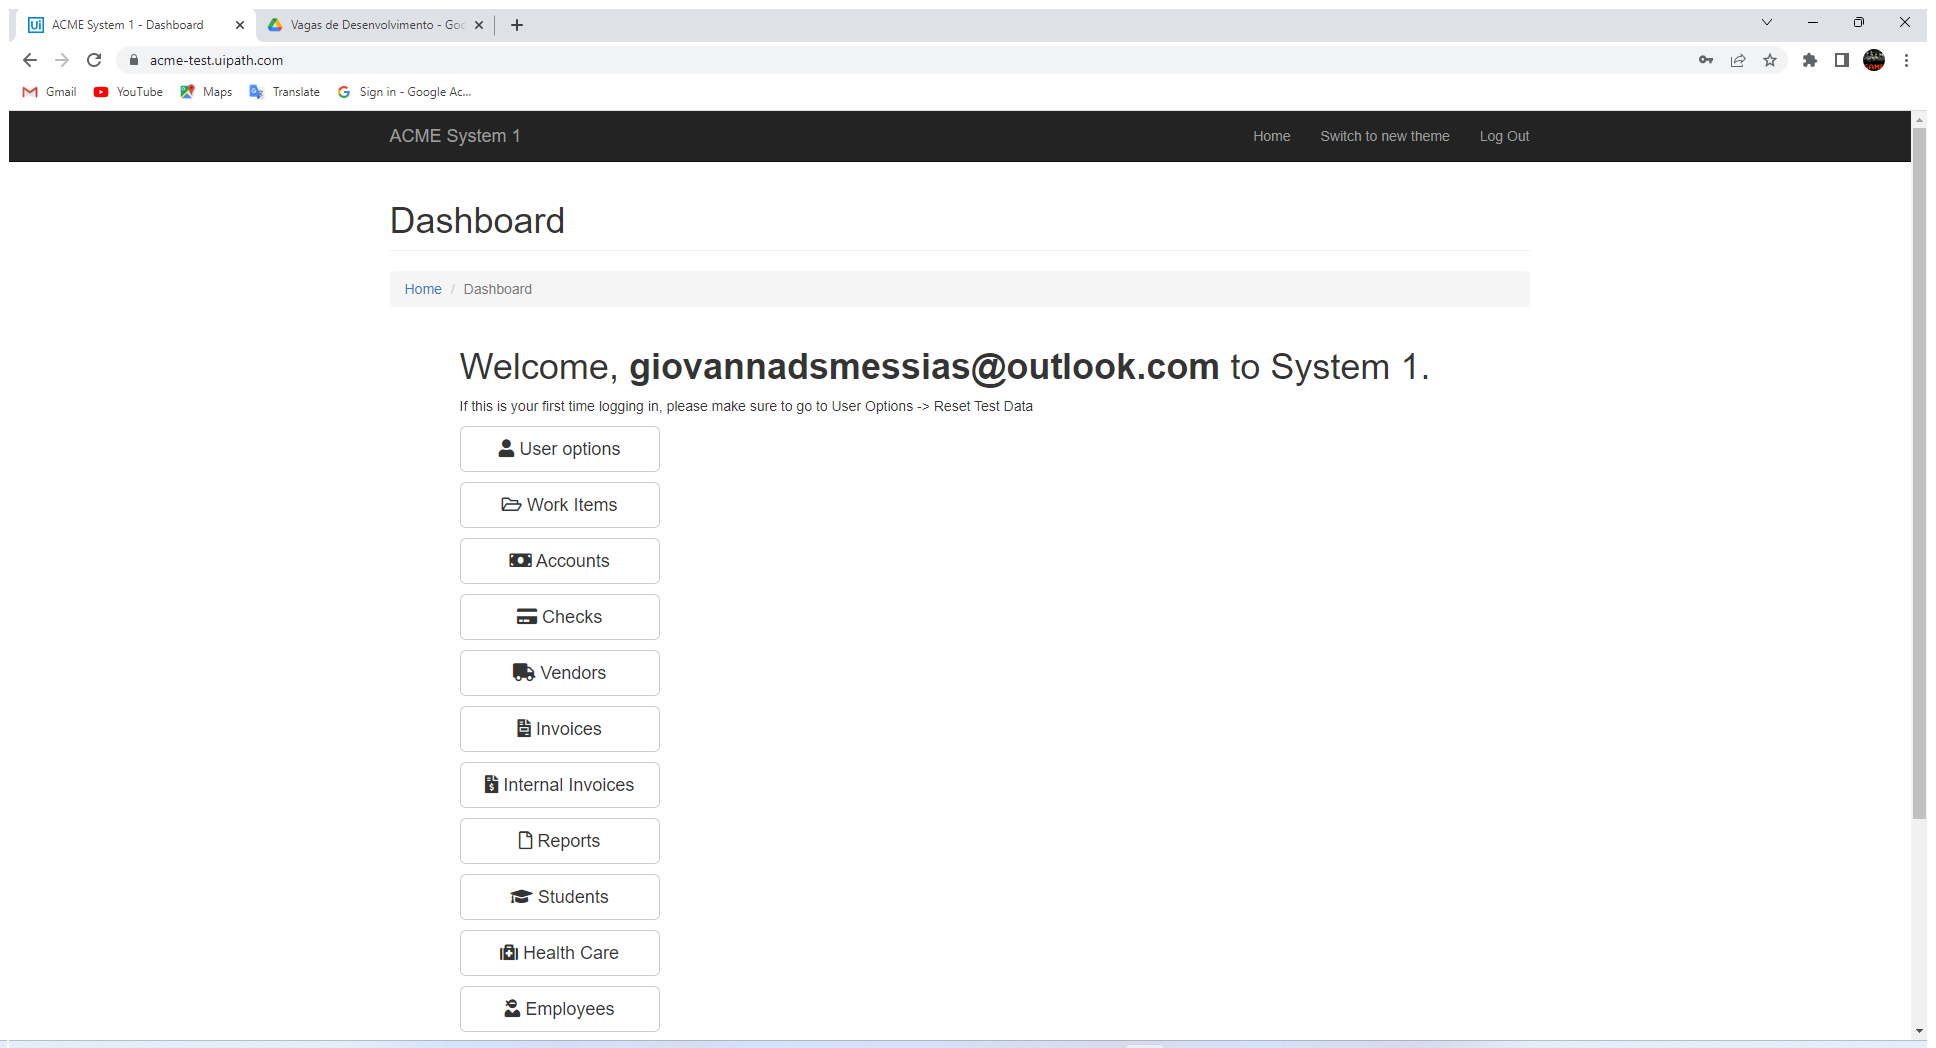 ACME System 1 - Dashboard
Vagas de Desenvolvimento - Goo
acme-test.uipath.com
Gmail YouTube Maps Translate Sign in - Google Ac...
ACME System 1 Home Switch to new theme Log Out
Dashboard
Home / Dashboard
Welcome, giovannadsmessias@outlook.com to System 1.
If this is your first time logging in, please make sure to go to User Options -> Reset Test Data
User options
Work Items
Accounts
Checks
Vendors
Invoices
Internal Invoices
Reports
Students
Health Care
Employees